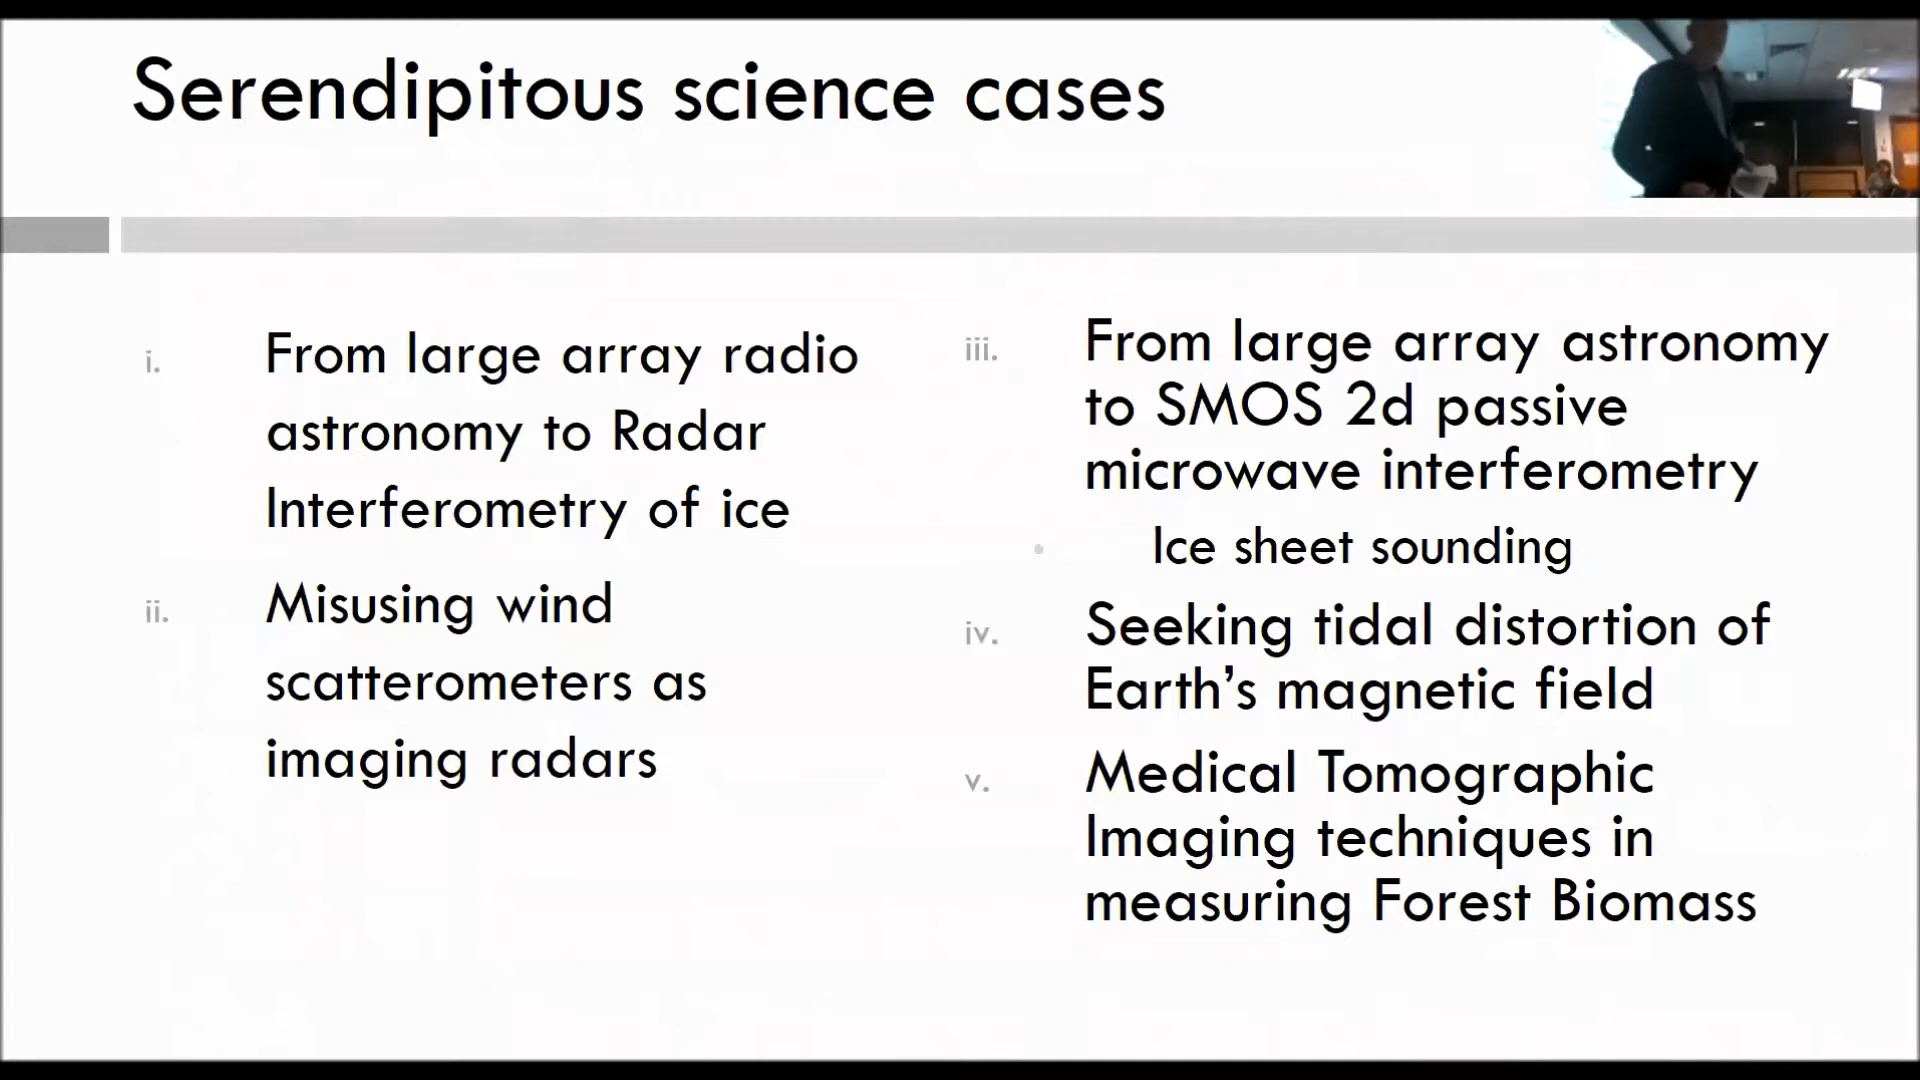 Serendipitous science cases
i. From large array radio
astronomy to Radar
Interferometry of ice
ii. Misusing wind
scatterometers as
imaging radars
iii. From large array astronomy
to SMOS 2d passive
microwave interferometry
• Ice sheet sounding
iv. Seeking tidal distortion of
Earth’s magnetic field
v. Medical Tomographic
Imaging techniques in
measuring Forest Biomass